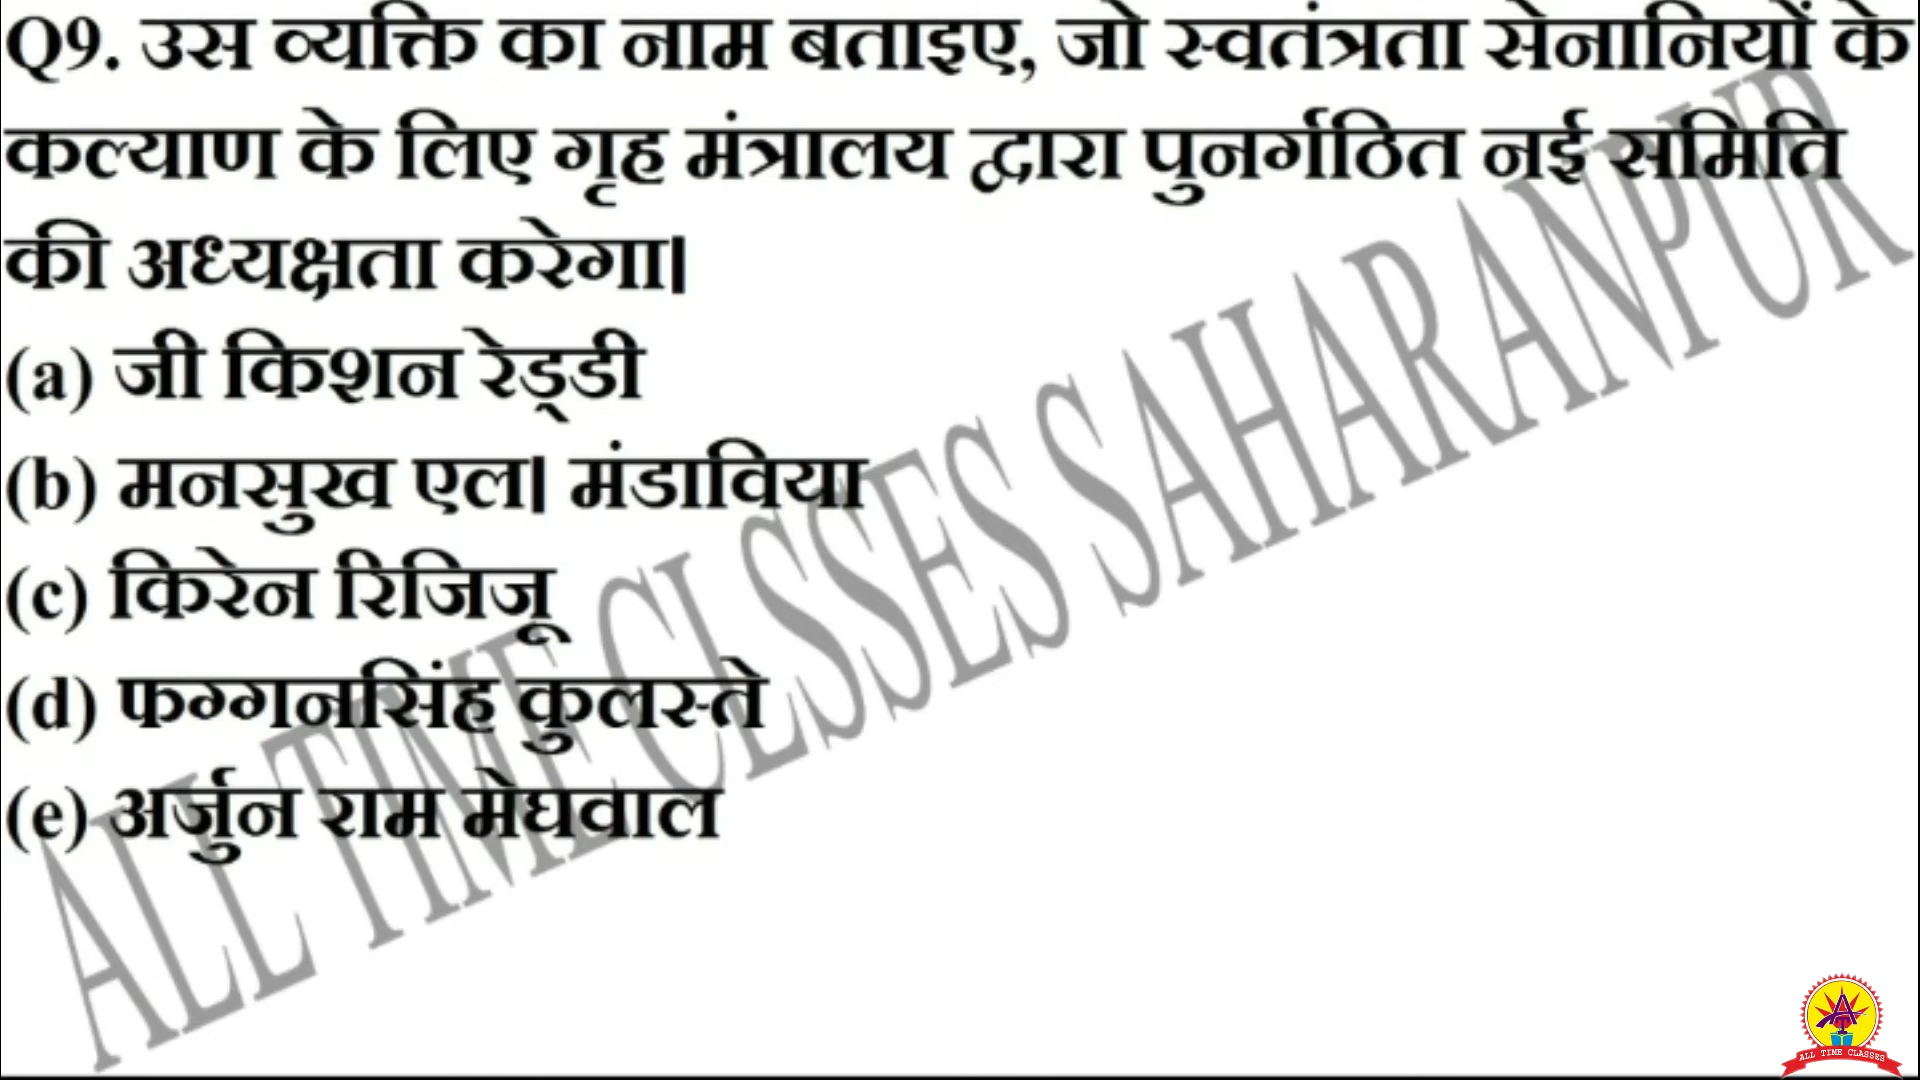 Q9. उस व्यक्ति का नाम बताइए, जो स्वतंत्रता सेनानियों के
कल्याण के लिए गृह मंत्रालय द्वारा पुनर्गठित नई समिति
की अध्यक्षता करेगा।
(a) जी किशन रेड्डी
(b) मनसुख एल। मंडाविया
(c) किरेन रिजिजू
(d) फग्गनसिंह कुलस्ते
(e) अर्जुन राम मेघवाल
ALL TIME CLSSES SAHARANPUR
ALL TIME CLASSES